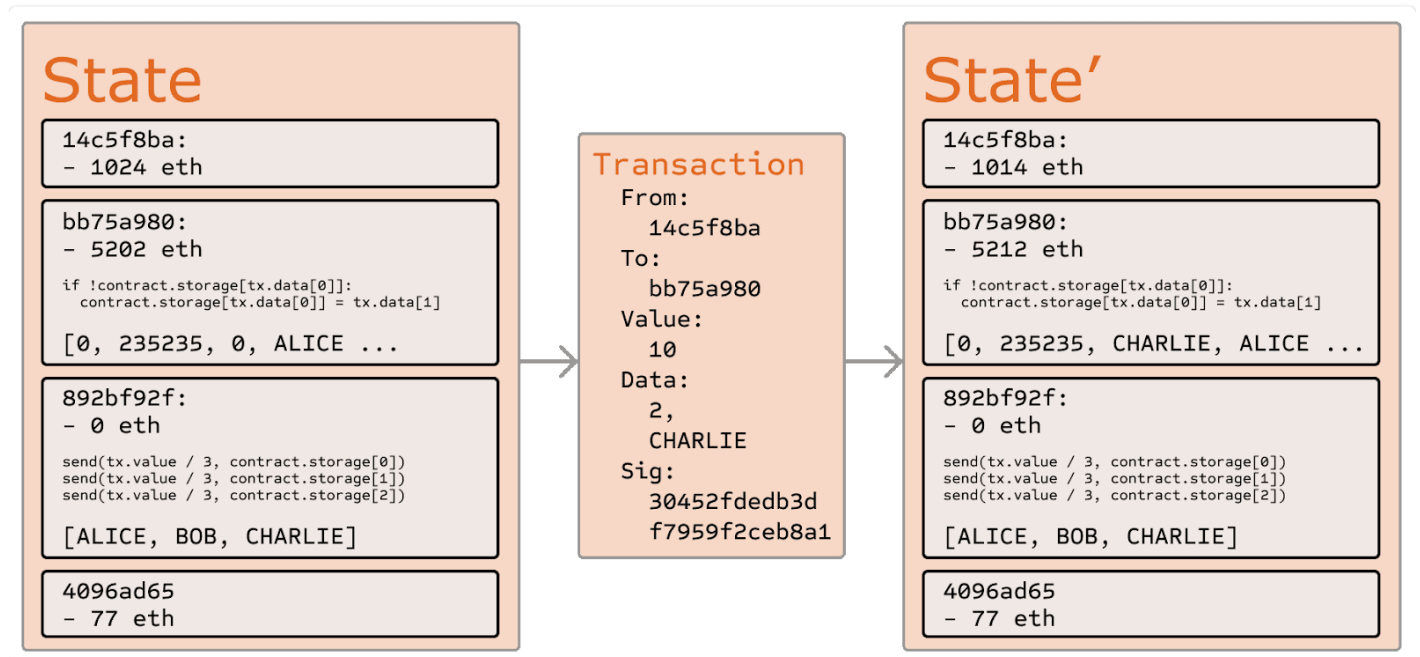 State
14c5f8ba:
- 1024 eth
bb75a980:
- 5202 eth
if !contract.storage[tx.data[0]]:
contract.storage[tx.data[0]] = tx.data[1]
[0, 235235, 0, ALICE ...
892bf92f:
- 0 eth
send(tx.value / 3, contract.storage[0])
send(tx.value / 3, contract.storage[1])
send(tx.value / 3, contract.storage[2])
[ALICE, BOB, CHARLIE]
4096ad65
- 77 eth
Transaction
From:
14c5f8ba
To:
bb75a980
Value:
10
Data:
2,
CHARLIE
Sig:
30452fdedb3d
f7959f2ceb8a1
State’
14c5f8ba:
- 1014 eth
bb75a980:
- 5212 eth
if !contract.storage[tx.data[0]]:
contract.storage[tx.data[0]] = tx.data[1]
[0, 235235, CHARLIE, ALICE ...
892bf92f:
- 0 eth
send(tx.value / 3, contract.storage[0])
send(tx.value / 3, contract.storage[1])
send(tx.value / 3, contract.storage[2])
[ALICE, BOB, CHARLIE]
4096ad65
- 77 eth